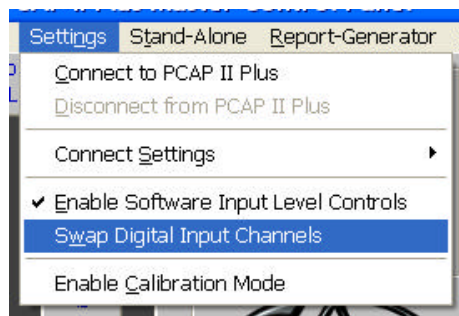 Settings Stand-Alone Report-Generator
Connect to PCAP II Plus
Disconnect from PCAP II Plus
Connect Settings
Enable Software Input Level Controls
Swap Digital Input Channels
Enable Calibration Mode